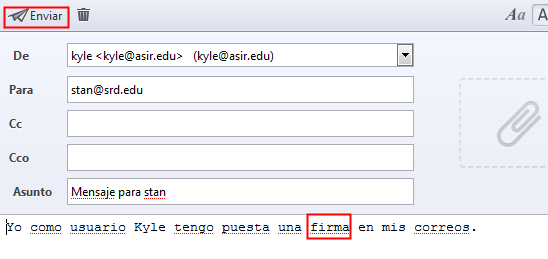 Enviar Aa A
De kyle <kyle@asir.edu> (kyle@asir.edu)
Para stan@srd.edu
Cc
Cco
Asunto Mensaje para stan
Yo como usuario Kyle tengo puesta una firma en mis correos.